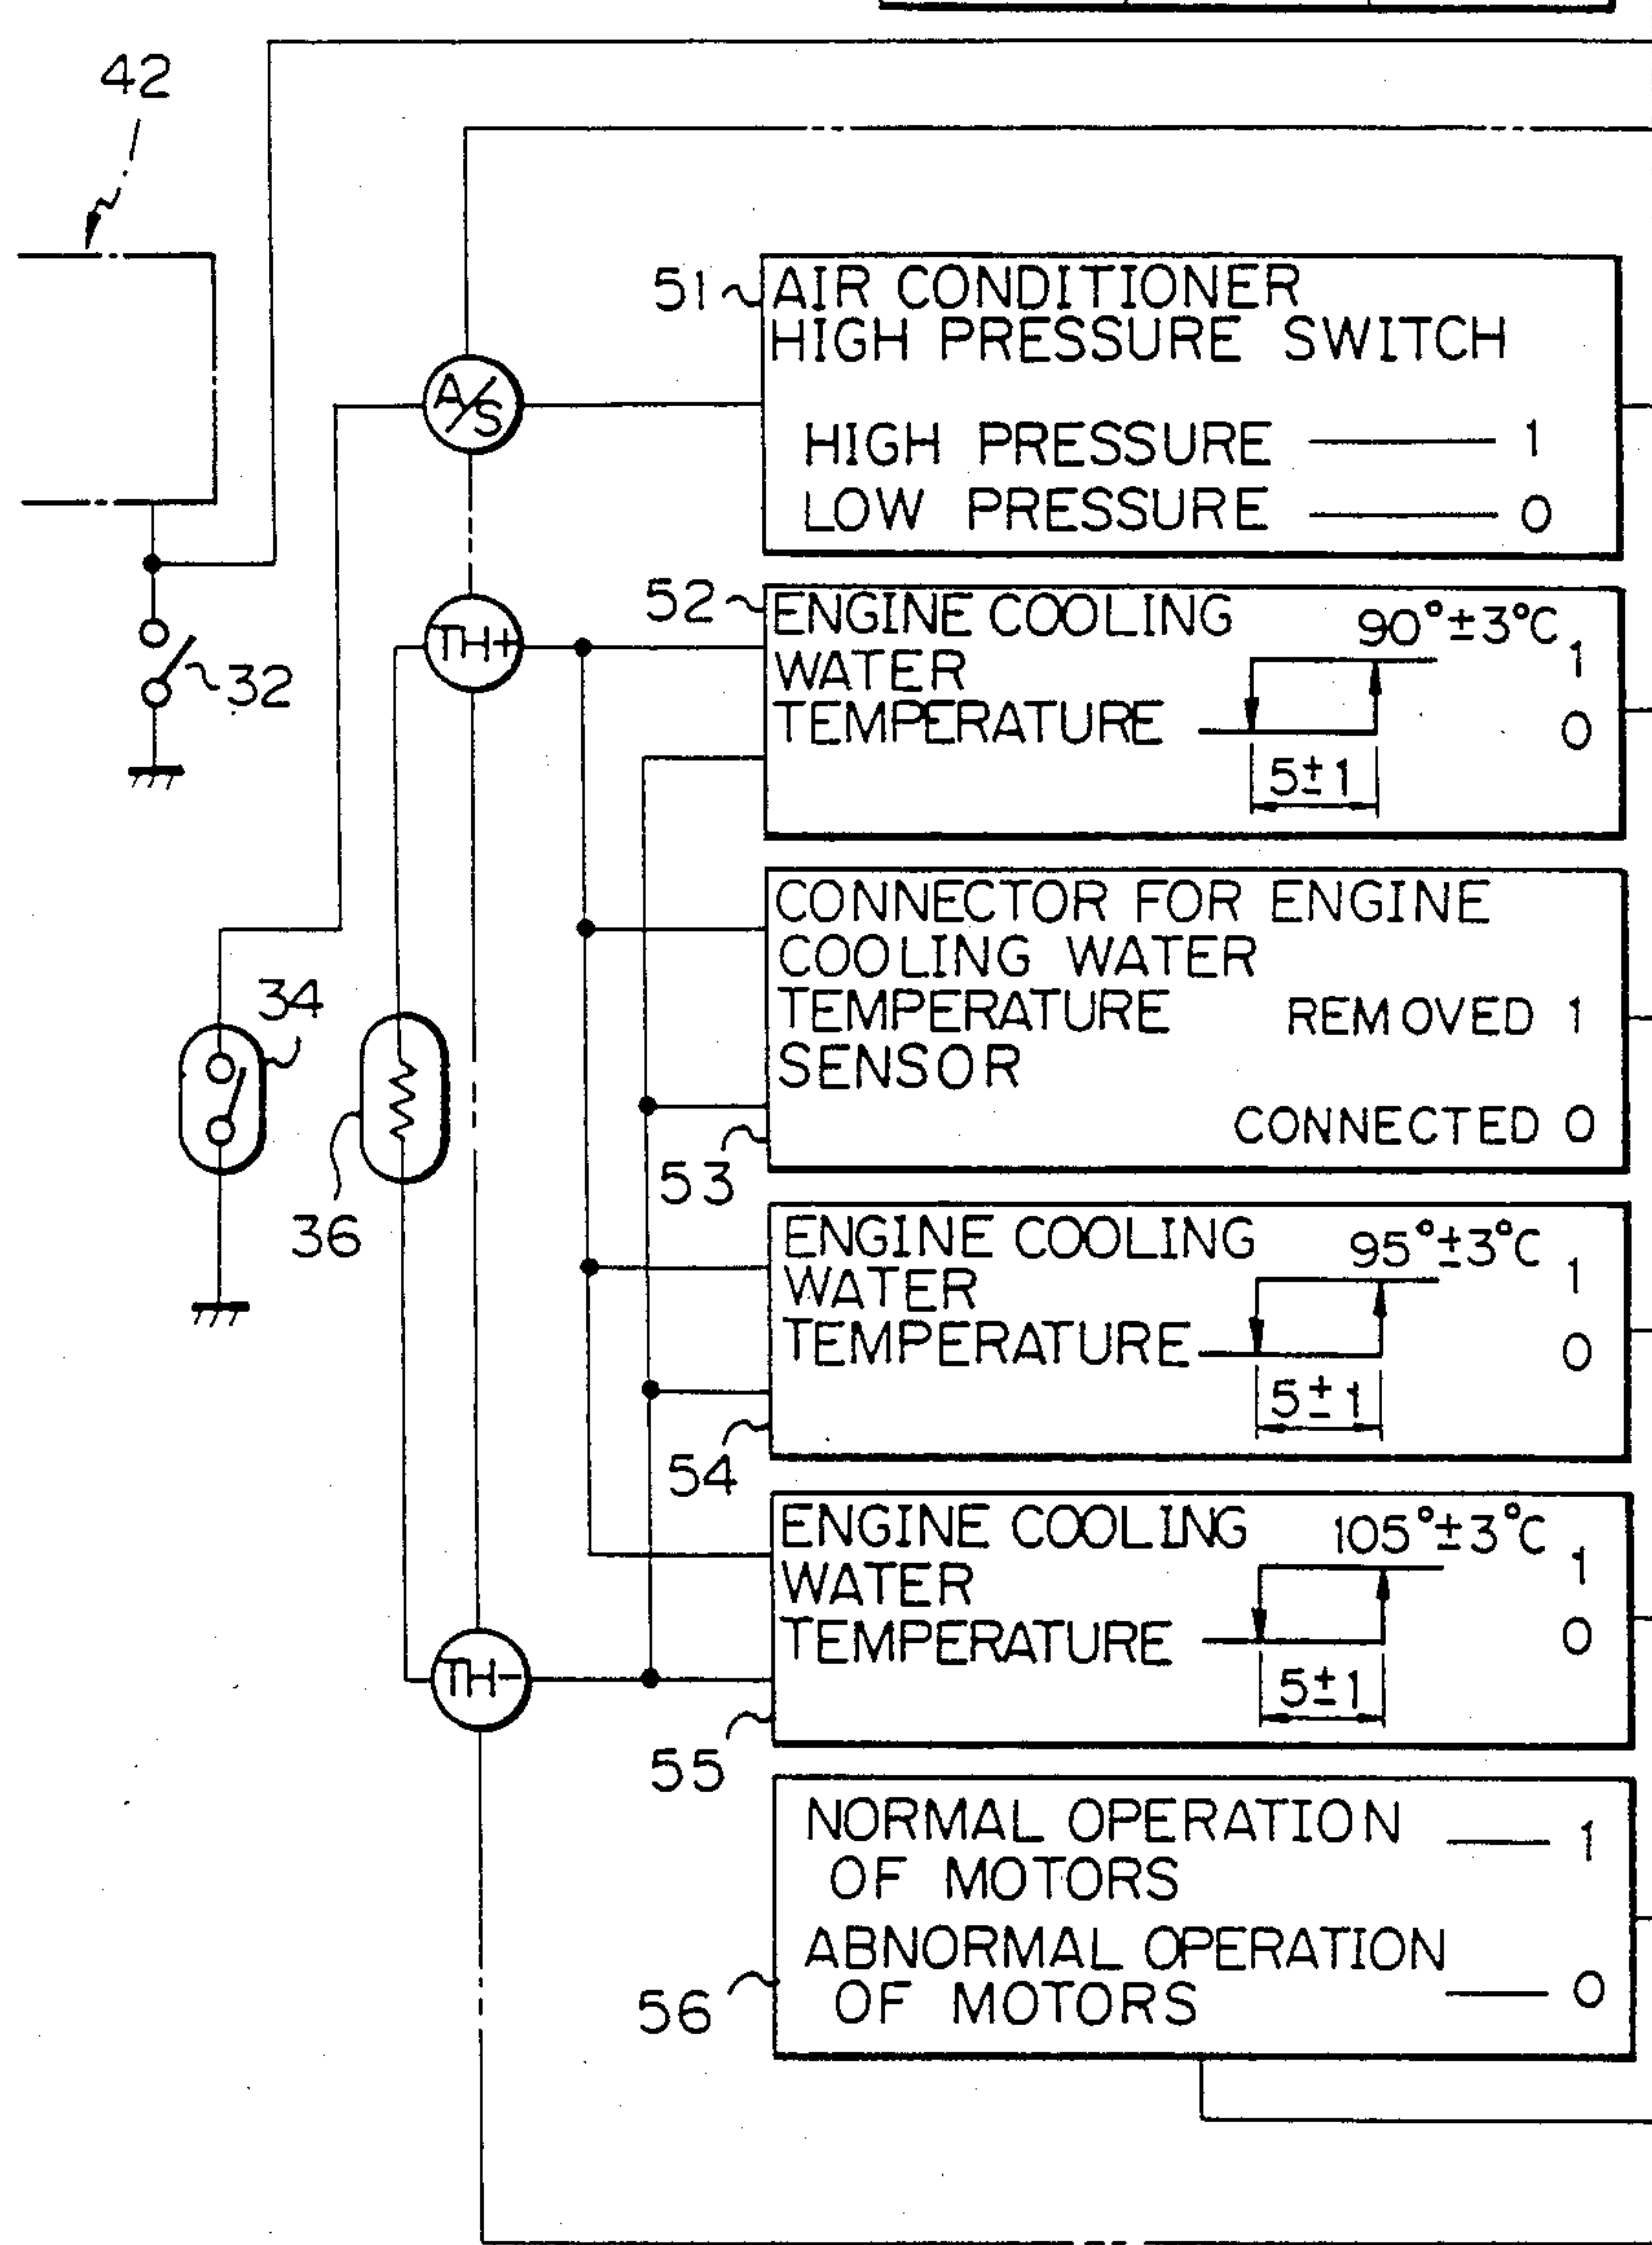 42
51
AIR CONDITIONER
HIGH PRESSURE SWITCH
A/S
HIGH PRESSURE 1
LOW PRESSURE 0
52
ENGINE COOLING 90°±3°C
WATER 1
TEMPERATURE 0
5±1
TH+
32
CONNECTOR FOR ENGINE
COOLING WATER
TEMPERATURE REMOVED 1
SENSOR
CONNECTED 0
34
36
53
ENGINE COOLING 95°±3°C
WATER 1
TEMPERATURE 0
5±1
54
ENGINE COOLING 105°±3°C
WATER 1
TEMPERATURE 0
5±1
TH-
55
NORMAL OPERATION 1
OF MOTORS
ABNORMAL OPERATION
OF MOTORS 0
56